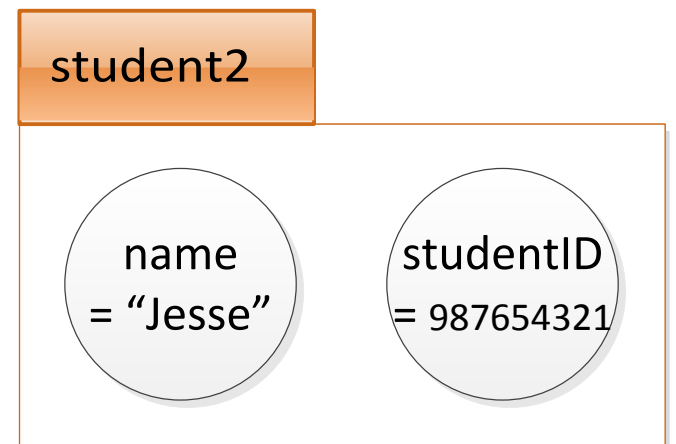 student2
name
= “Jesse”
studentID
= 987654321